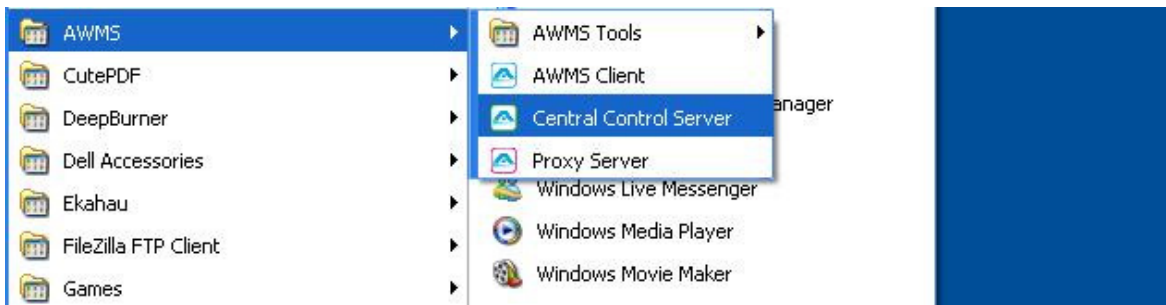 AWMS
CutePDF
DeepBurner
Dell Accessories
Ekahau
FileZilla FTP Client
Games
AWMS Tools
AWMS Client
Central Control Server
Proxy Server
anager
Windows Live Messenger
Windows Media Player
Windows Movie Maker